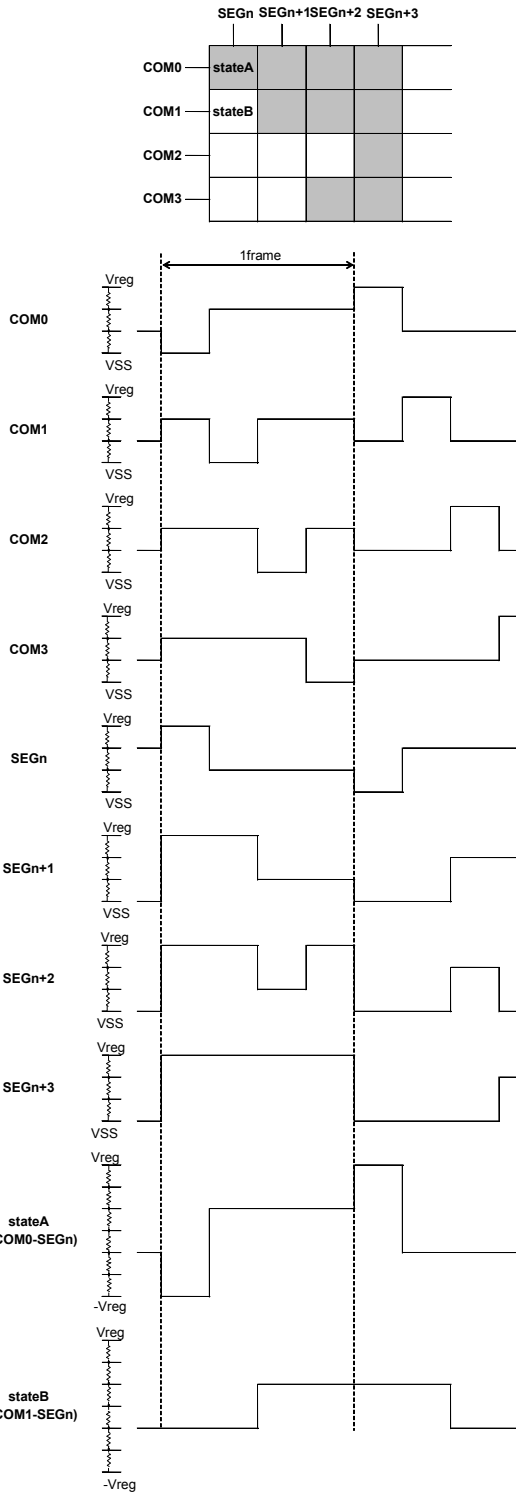 SEGn SEGn+1 SEGn+2 SEGn+3
COM0 stateA
COM1 stateB
COM2
COM3
1frame
Vreg
COM0
VSS
Vreg
COM1
VSS
Vreg
COM2
VSS
Vreg
COM3
VSS
Vreg
SEGn
VSS
Vreg
SEGn+1
VSS
Vreg
SEGn+2
VSS
Vreg
SEGn+3
VSS
Vreg
stateA
COM0-SEGn)
-Vreg
Vreg
stateB
COM1-SEGn)
-Vreg